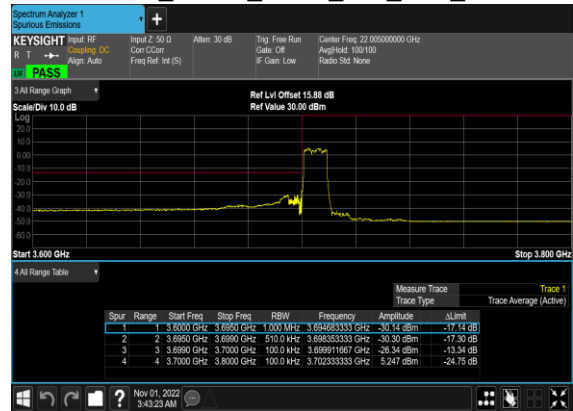 Spectrum Analyzer 1
Spurious Emissions
KEYSIGHT Input: RF Input Z: 50 Ω Atten: 30 dB Trig: Free Run Center Freq: 22.005000000 GHz
R T Coupling: DC Corr CCorr Gate: Off Avg|Hold: 100/100
Align: Auto Freq Ref: Int (S) IF Gain: Low Radio Std: None
PASS
3 All Range Graph
Ref Lvl Offset 15.88 dB
Scale/Div 10.0 dB Ref Value 30.00 dBm
Log
20.0
10.0
0.00
-10.0
-20.0
-30.0
-40.0
-50.0
-60.0
Start 3.600 GHz Stop 3.800 GHz
4 All Range Table
Measure Trace Trace 1
Trace Type Trace Average (Active)
Spur Range Start Freq Stop Freq RBW Frequency Amplitude ΔLimit
1 1 3.6000 GHz 3.6950 GHz 1.000 MHz 3.694683333 GHz -30.14 dBm -17.14 dB
2 2 3.6950 GHz 3.6990 GHz 510.0 kHz 3.698353333 GHz -30.30 dBm -17.30 dB
3 3 3.6990 GHz 3.7000 GHz 100.0 kHz 3.699911667 GHz -26.34 dBm -13.34 dB
4 4 3.7000 GHz 3.8000 GHz 100.0 kHz 3.702333333 GHz 5.247 dBm -24.75 dB
? Nov 01, 2022
3:43:23 AM